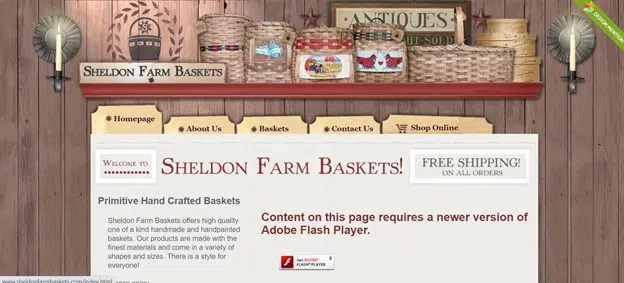 ANTIQUES
DESIGN MENTOR
SHELDON FARM BASKETS
Homepage
About Us
Baskets
Contact Us
Shop Online
WELCOME TO
SHELDON FARM BASKETS!
FREE SHIPPING!
ON ALL ORDERS
Primitive Hand Crafted Baskets
Sheldon Farm Baskets offers high quality
one of a kind handmade and handpainted
baskets. Our products are made with the
finest materials and come in a variety of
shapes and sizes. There is a style for
everyone!
Content on this page requires a newer version of
Adobe Flash Player.
Get ADOBE
FLASH PLAYER
www.sheldonfarmbaskets.com/index.html